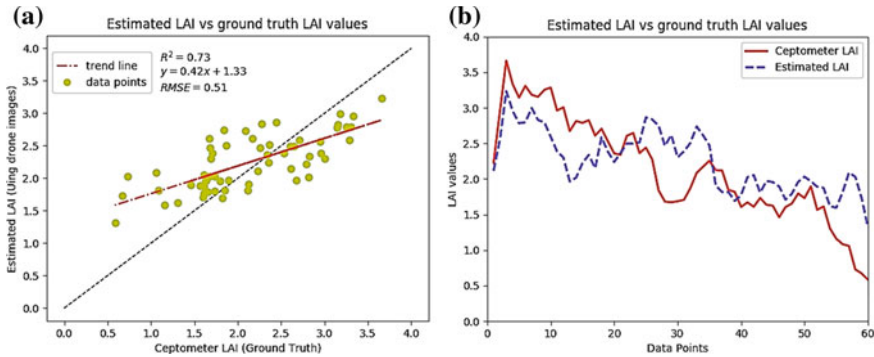 (a)
Estimated LAI vs ground truth LAI values
trend line
data points
R² = 0.73
y = 0.42x + 1.33
RMSE = 0.51
Estimated LAI (Uing drone images)
4.0
3.5
3.0
2.5
2.0
1.5
1.0
0.5
0.0
0.0 0.5 1.0 1.5 2.0 2.5 3.0 3.5 4.0
Ceptometer LAI (Ground Truth)
(b)
Estimated LAI vs ground truth LAI values
Ceptometer LAI
Estimated LAI
LAI values
4.0
3.5
3.0
2.5
2.0
1.5
1.0
0.5
0.0
0 10 20 30 40 50 60
Data Points